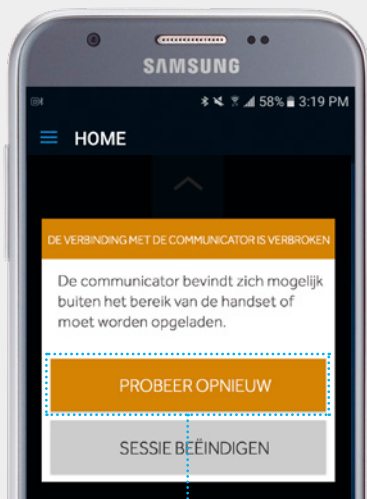 SAMSUNG
58% 3:19 PM
HOME
DE VERBINDING MET DE COMMUNICATOR IS VERBROKEN
De communicator bevindt zich mogelijk
buiten het bereik van de handset of
moet worden opgeladen.
PROBEER OPNIEUW
SESSIE BEËINDIGEN